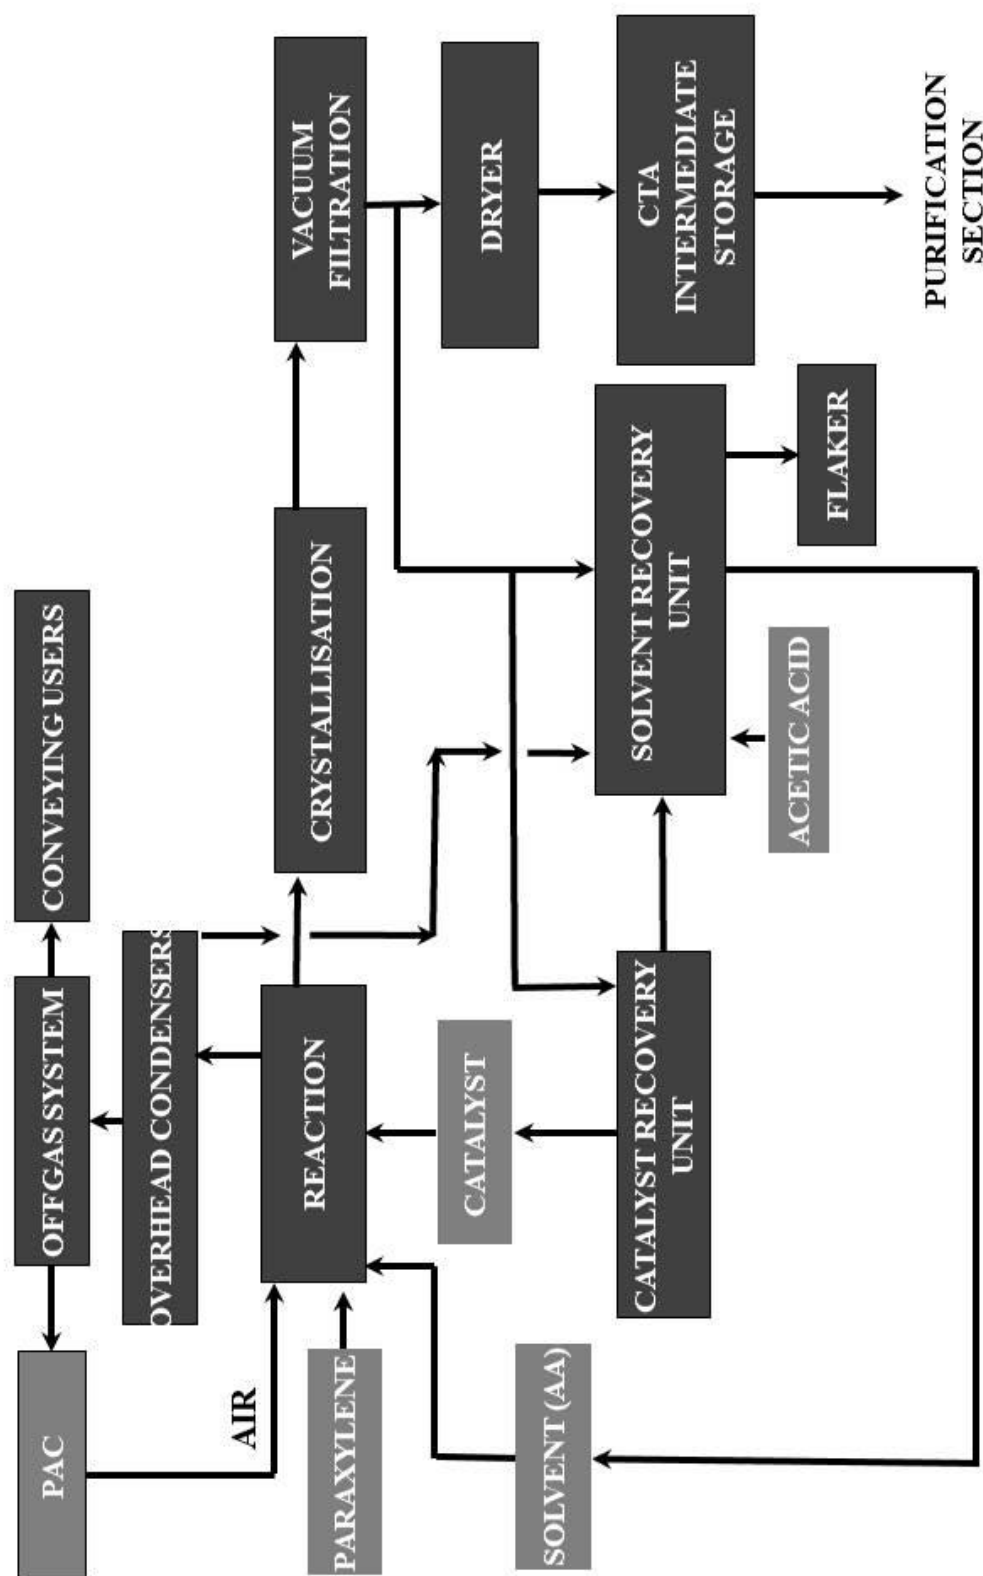 PAC
OFFGAS SYSTEM
CONVEYING USERS
OVERHEAD CONDENSERS
AIR
PARAXYLENE
REACTION
CRYSTALLISATION
VACUUM
FILTRATION
CATALYST
DRYER
SOLVENT (AA)
CATALYST RECOVERY
UNIT
SOLVENT RECOVERY
UNIT
CTA
INTERMEDIATE
STORAGE
ACETIC ACID
FLAKER
PURIFICATION
SECTION